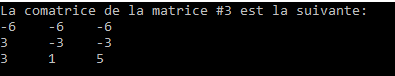 La comatrice de la matrice #3 est la suivante:
-6 -6 -6
3 -3 -3
3 1 5